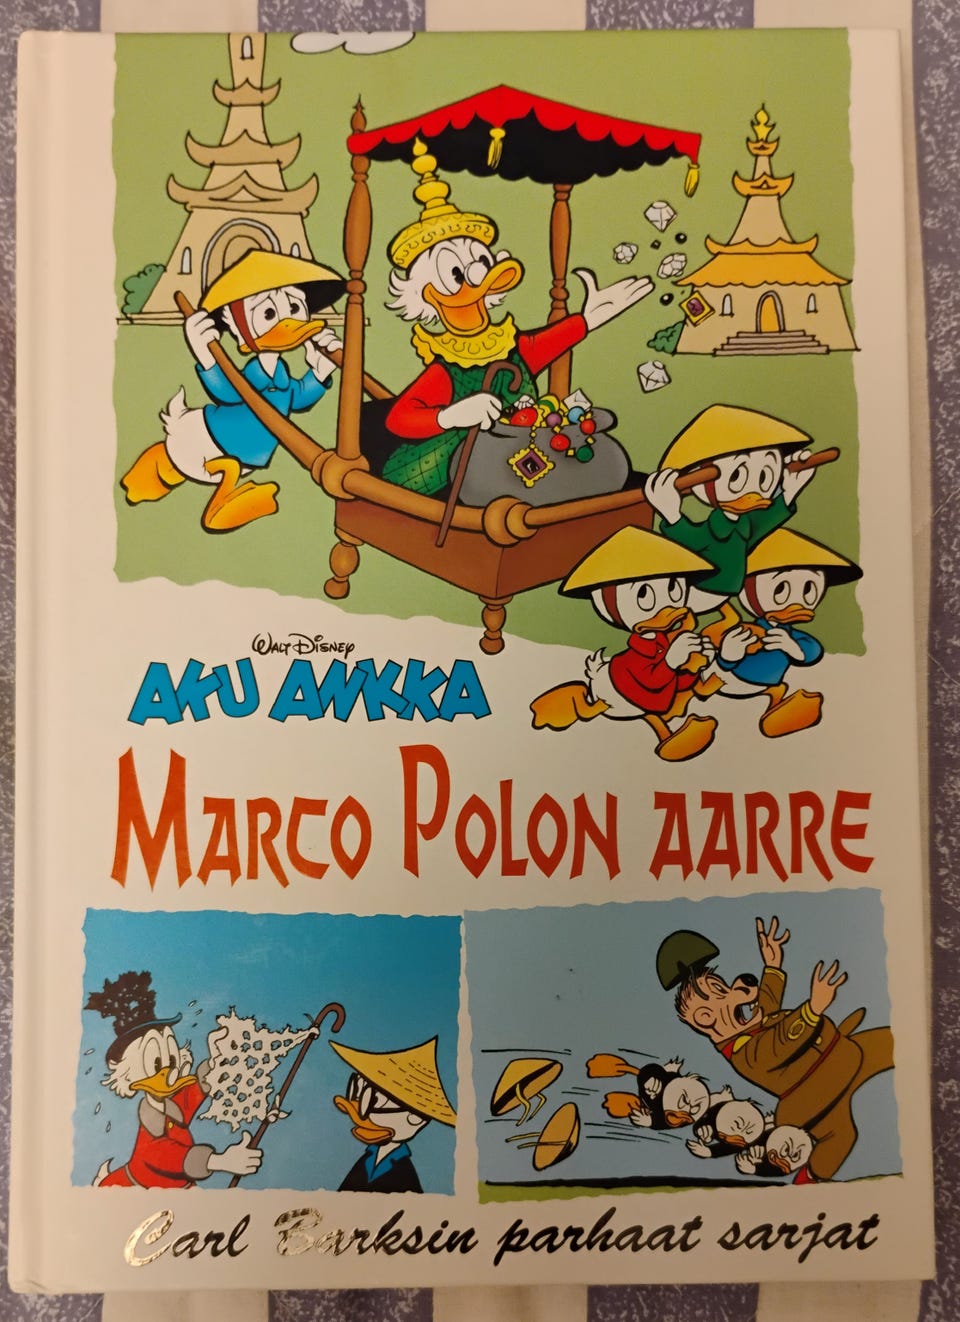 Walt Disney
AKU ANKKA
MARCO POLON AARRE
Carl Barksin parhaat sarjat